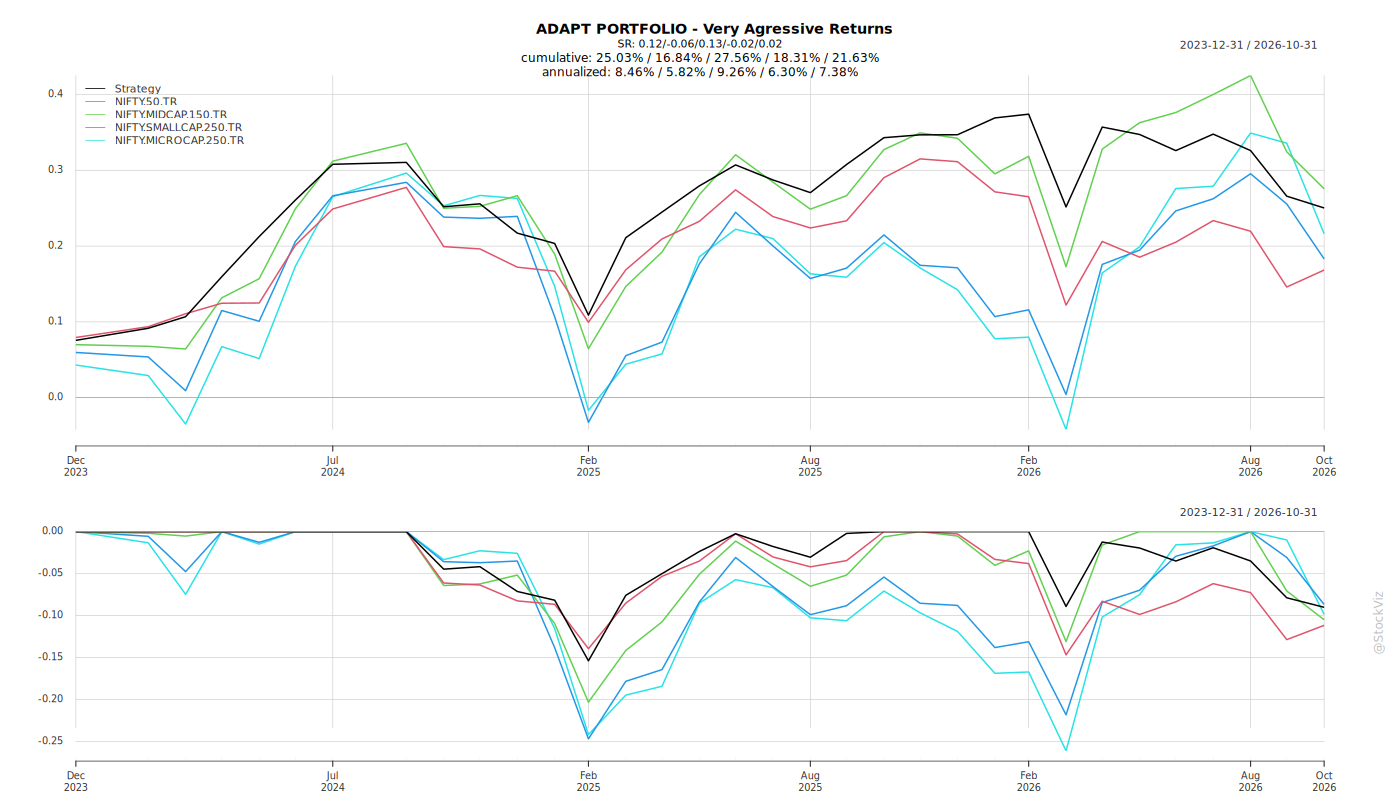 ADAPT PORTFOLIO - Very Agressive Returns
SR: 0.12/-0.06/0.13/-0.02/0.02
cumulative: 25.03% / 16.84% / 27.56% / 18.31% / 21.63%
annualized: 8.46% / 5.82% / 9.26% / 6.30% / 7.38%
2023-12-31 / 2026-10-31
Strategy
NIFTY.50.TR
NIFTY.MIDCAP.150.TR
NIFTY.SMALLCAP.250.TR
NIFTY.MICROCAP.250.TR
0.4
0.3
0.2
0.1
0.0
Dec Jul Feb Aug Feb Aug Oct
2023 2024 2025 2025 2026 2026 2026
2023-12-31 / 2026-10-31
0.00
-0.05
-0.10
-0.15
-0.20
-0.25
Dec Jul Feb Aug Feb Aug Oct
2023 2024 2025 2025 2026 2026 2026
@StockViz